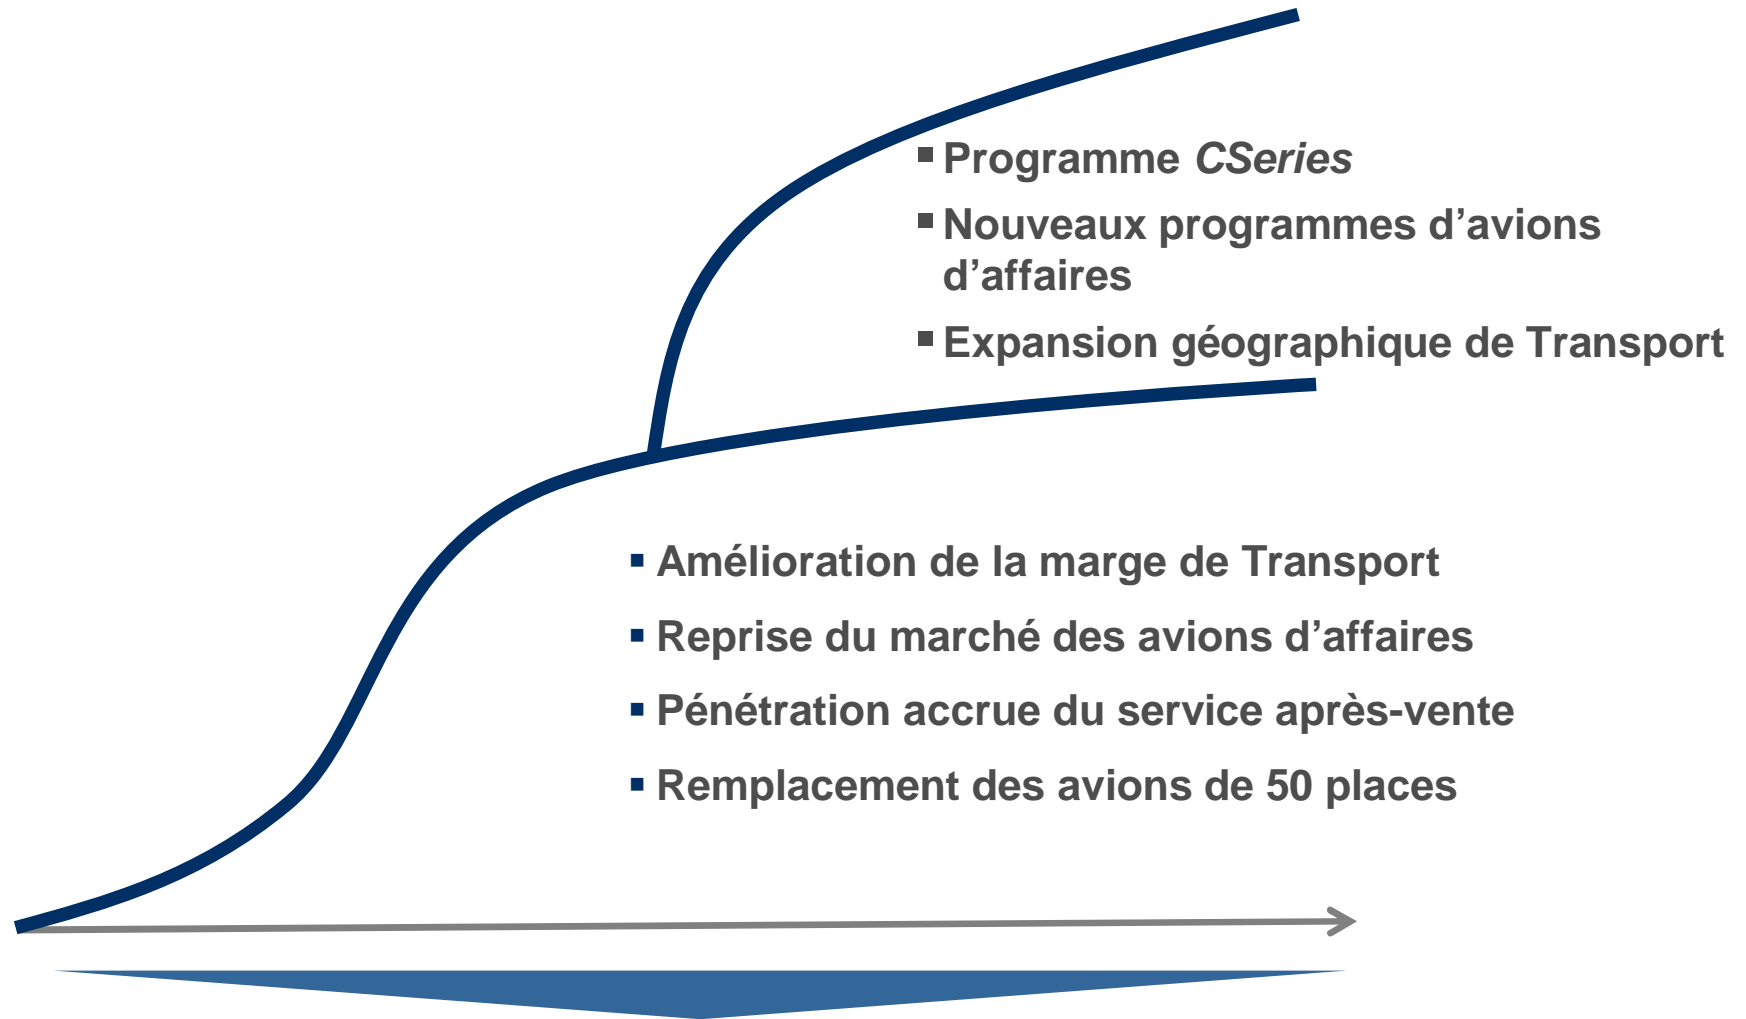 ▪ Programme CSeries
▪ Nouveaux programmes d’avions
d’affaires
▪ Expansion géographique de Transport
▪ Amélioration de la marge de Transport
▪ Reprise du marché des avions d’affaires
▪ Pénétration accrue du service après-vente
▪ Remplacement des avions de 50 places